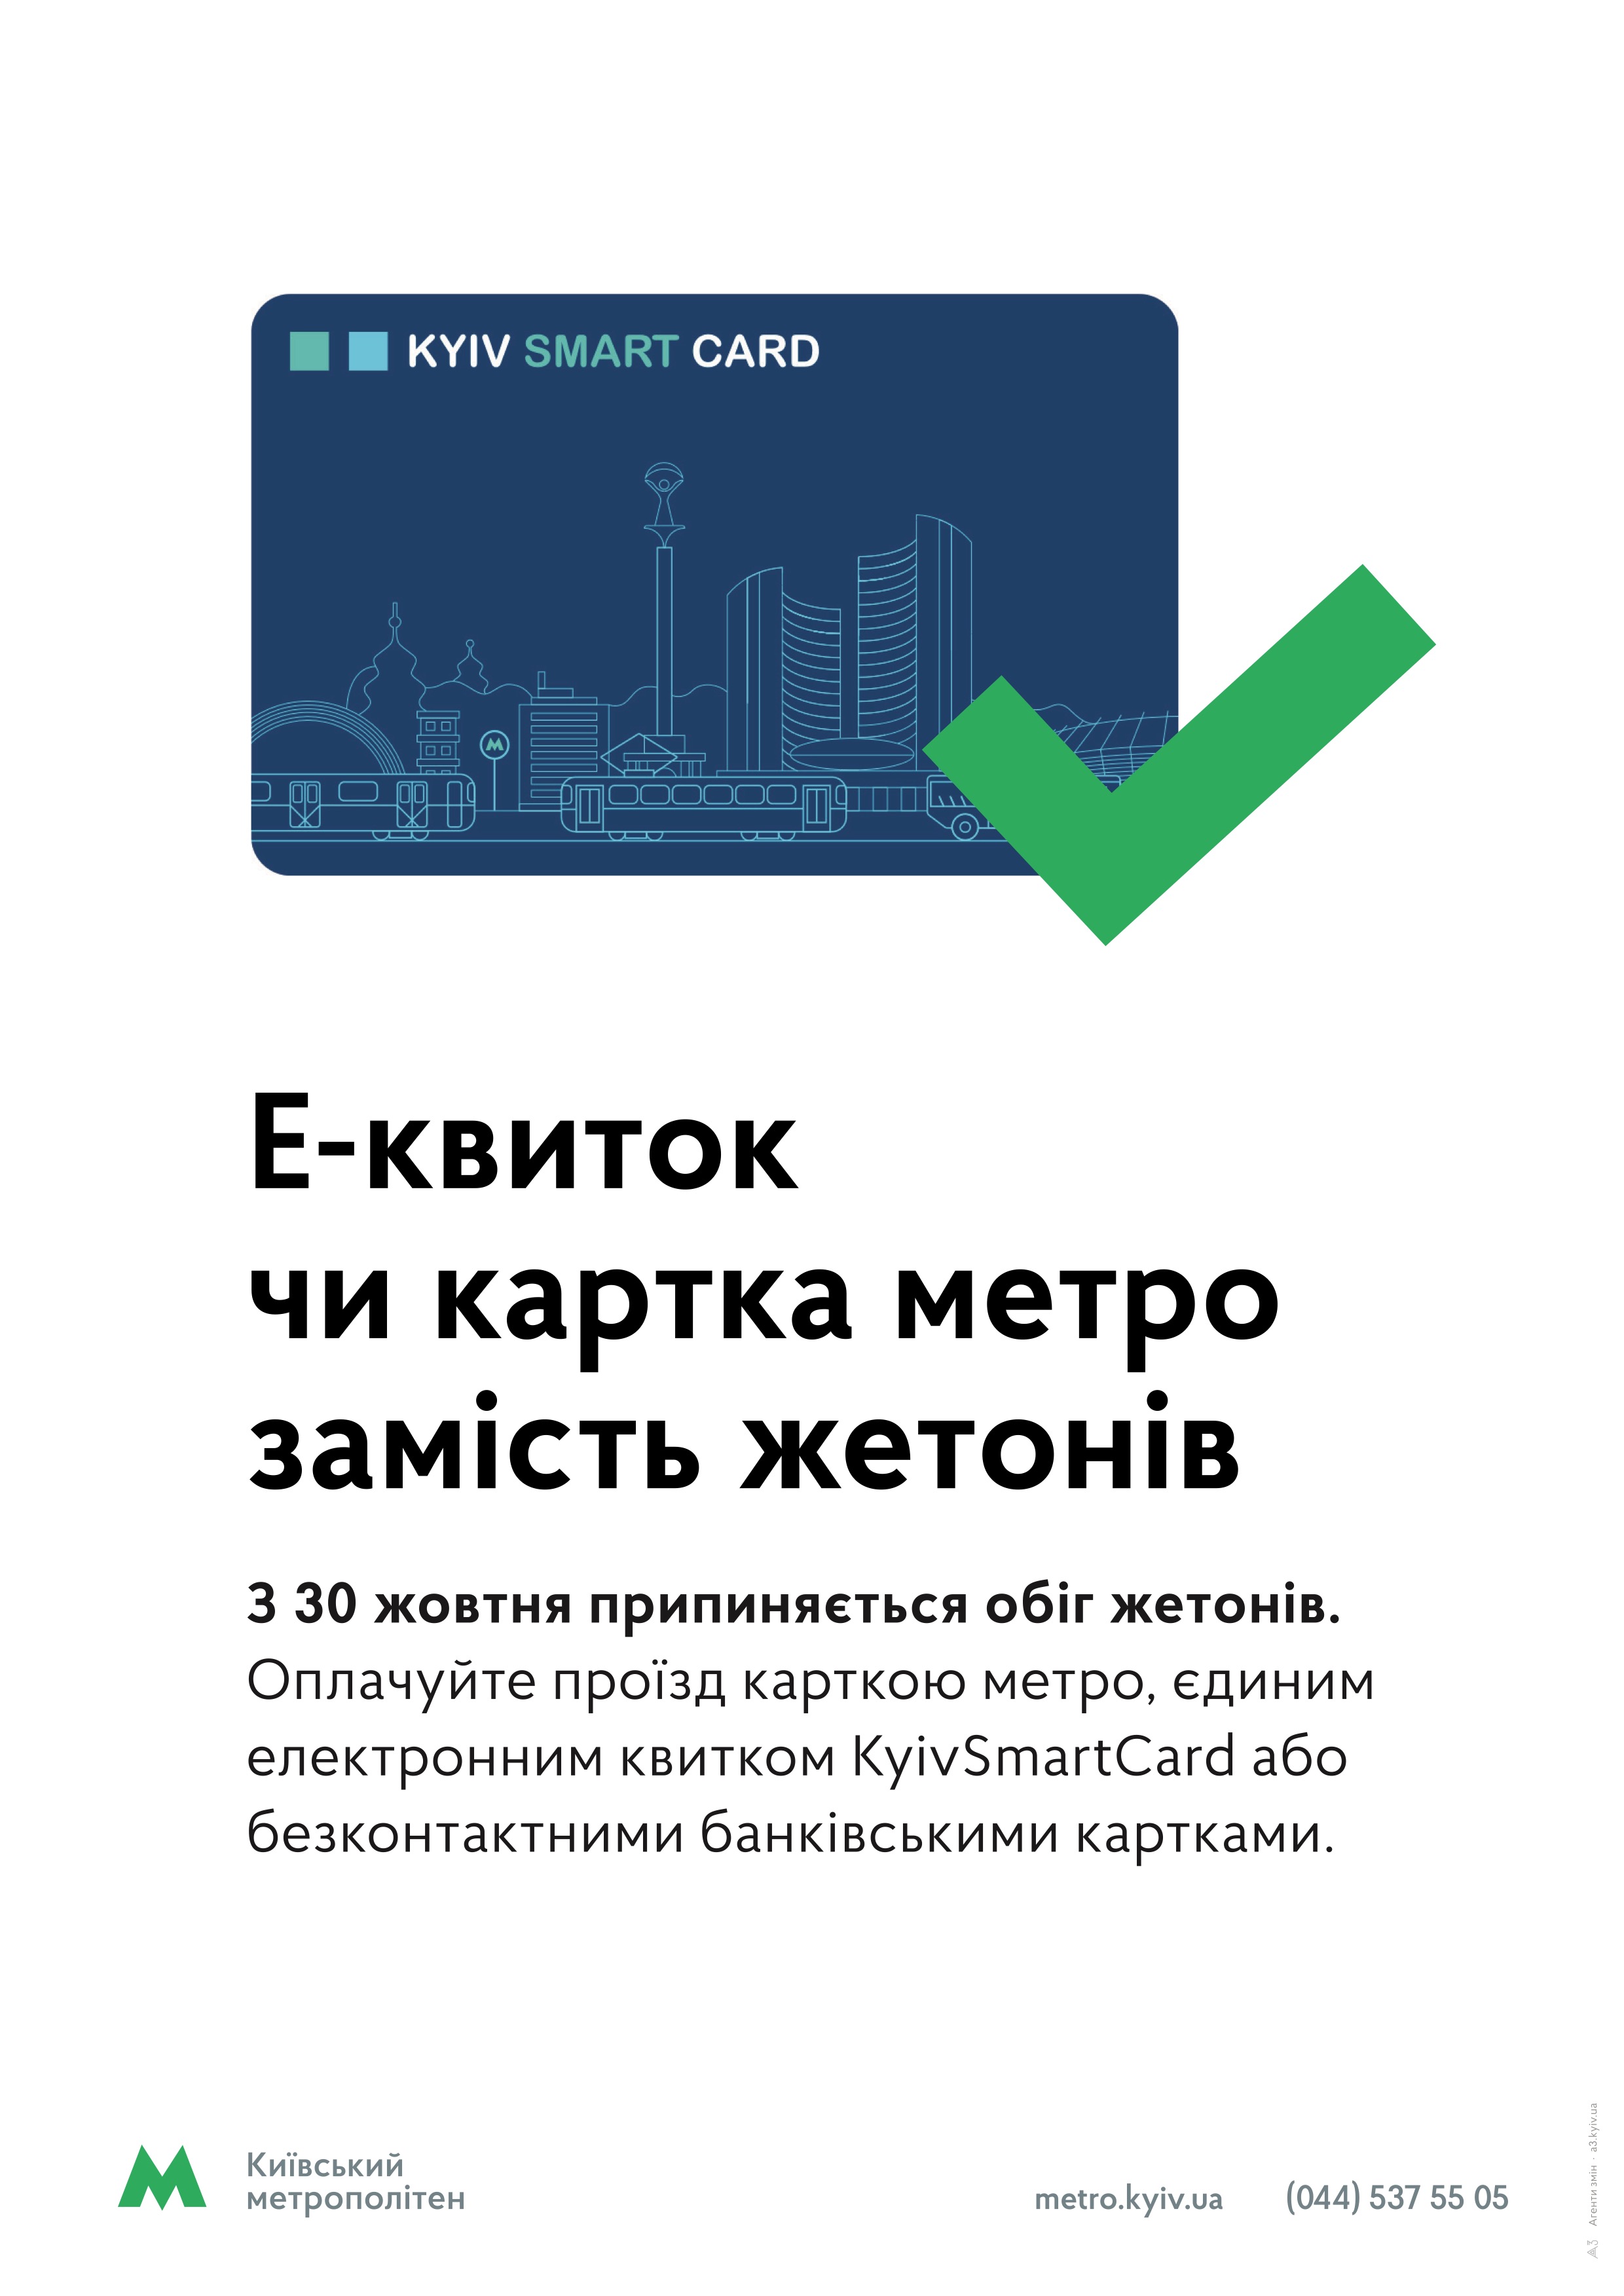 KYIV SMART CARD
М
Е-квиток
чи картка метро
замість жетонів
З 30 жовтня припиняється обіг жетонів.
Оплачуйте проїзд карткою метро, єдиним
електронним квитком KyivSmartCard або
безконтактними банківськими картками.
Київський
метрополітен
metro.kyiv.ua (044) 537 55 05
Агенти змін · a3.kyiv.ua